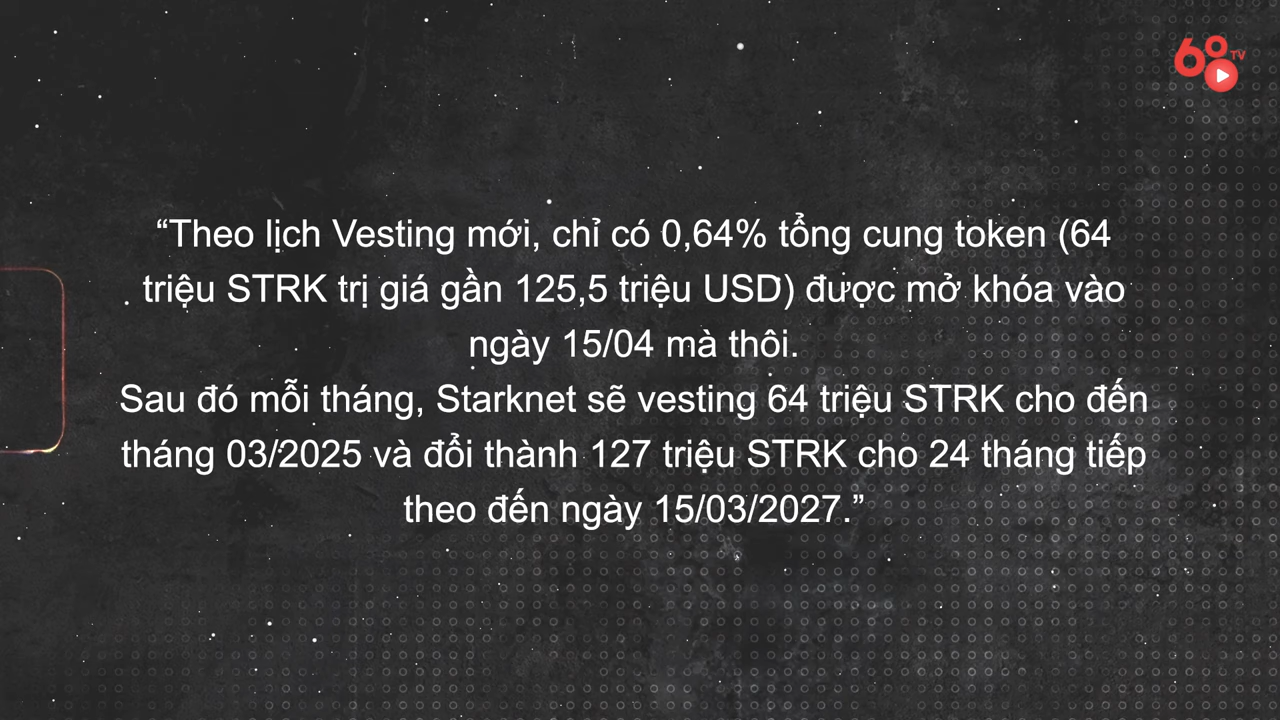 68 TV
“Theo lịch Vesting mới, chỉ có 0,64% tổng cung token (64
triệu STRK trị giá gần 125,5 triệu USD) được mở khóa vào
ngày 15/04 mà thôi.
Sau đó mỗi tháng, Starknet sẽ vesting 64 triệu STRK cho đến
tháng 03/2025 và đổi thành 127 triệu STRK cho 24 tháng tiếp
theo đến ngày 15/03/2027.”